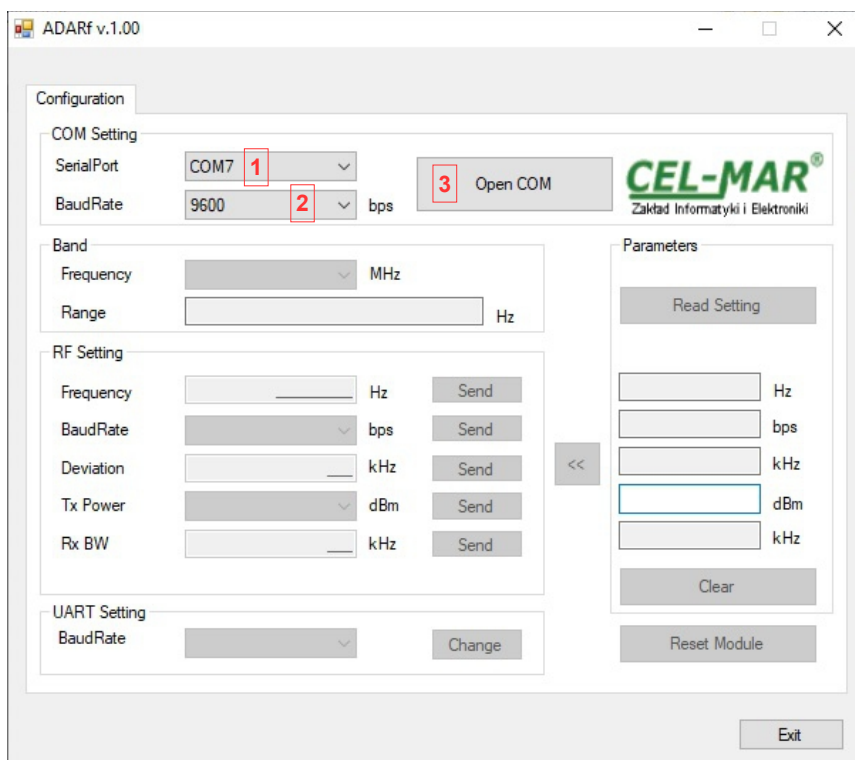 ADARf v.1.00
Configuration
COM Setting
SerialPort COM7 1
BaudRate 9600 2 bps
3 Open COM
CEL-MAR®
Zakład Informatyki i Elektroniki
Band
Frequency MHz
Range Hz
RF Setting
Frequency Hz Send
BaudRate bps Send
Deviation kHz Send
Tx Power dBm Send
Rx BW kHz Send
<<
UART Setting
BaudRate Change
Parameters
Read Setting
Hz
bps
kHz
dBm
kHz
Clear
Reset Module
Exit